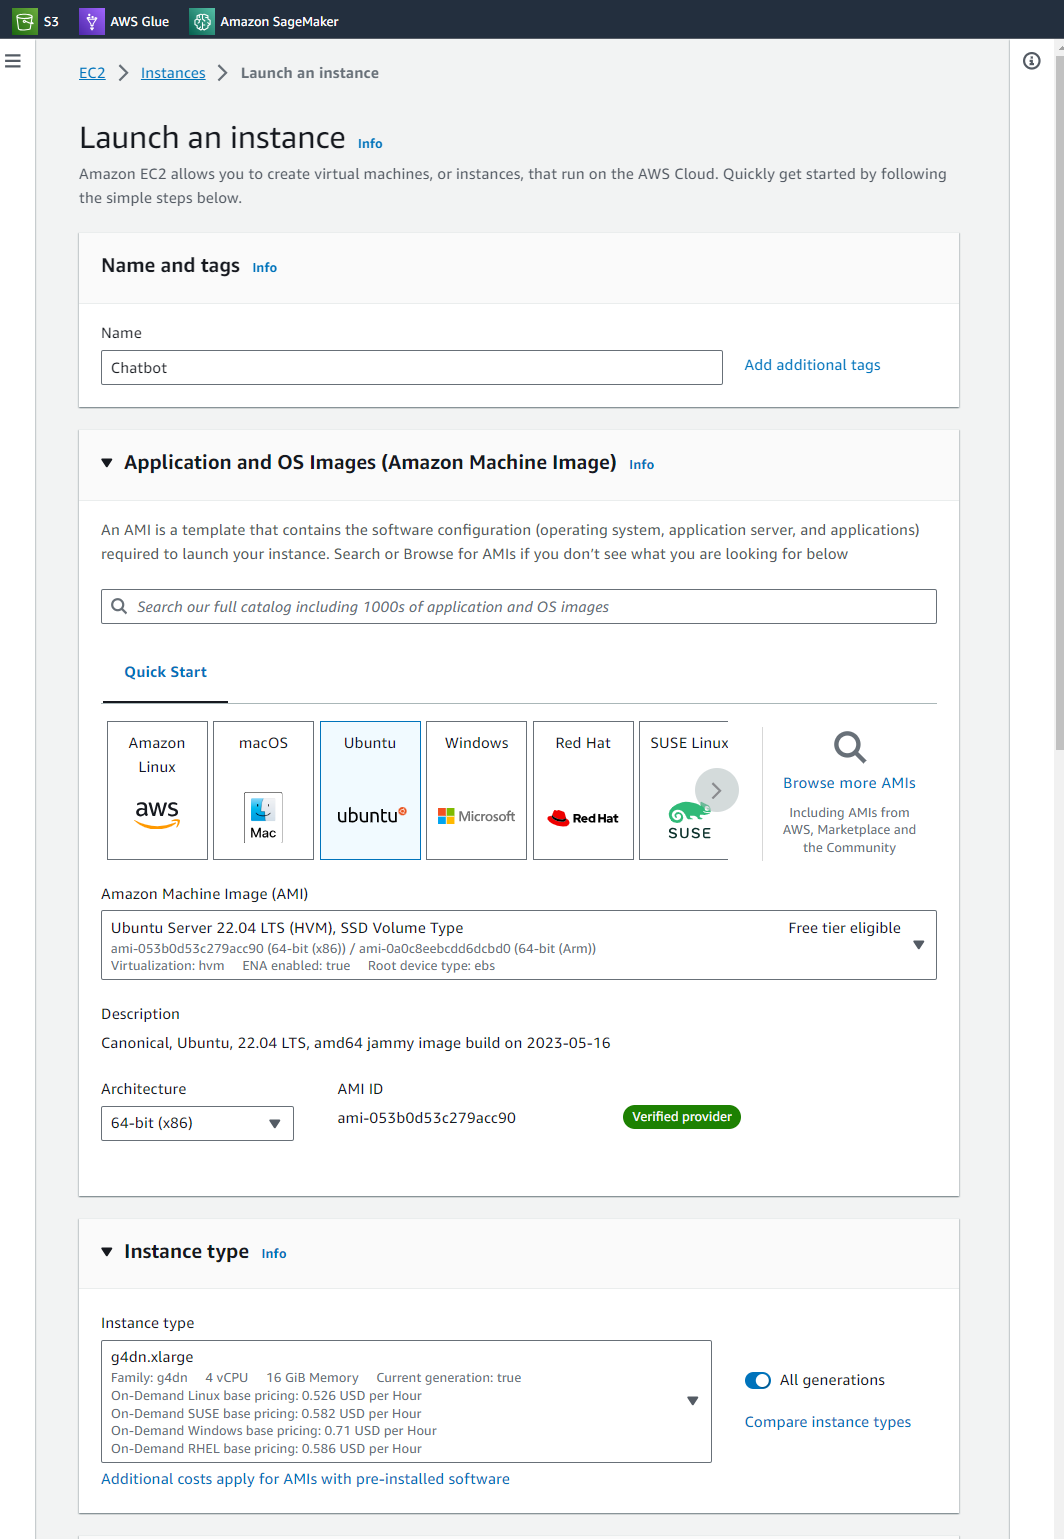 S3 AWS Glue Amazon SageMaker
EC2 Instances Launch an instance
Launch an instance Info
Amazon EC2 allows you to create virtual machines, or instances, that run on the AWS Cloud. Quickly get started by following
the simple steps below.
Name and tags Info
Name
Chatbot
Add additional tags
Application and OS Images (Amazon Machine Image) Info
An AMI is a template that contains the software configuration (operating system, application server, and applications)
required to launch your instance. Search or Browse for AMIs if you don’t see what you are looking for below
Search our full catalog including 1000s of application and OS images
Quick Start
Amazon
Linux
aws
macOS
Mac
Ubuntu
ubuntu
Windows
Microsoft
Red Hat
Red Hat
SUSE Linux
SUSE
Browse more AMIs
Including AMIs from
AWS, Marketplace and
the Community
Amazon Machine Image (AMI)
Ubuntu Server 22.04 LTS (HVM), SSD Volume Type Free tier eligible
ami-053b0d53c279acc90 (64-bit (x86)) / ami-0a0c8eebcdd6dcbd0 (64-bit (Arm))
Virtualization: hvm ENA enabled: true Root device type: ebs
Description
Canonical, Ubuntu, 22.04 LTS, amd64 jammy image build on 2023-05-16
Architecture
64-bit (x86)
AMI ID
ami-053b0d53c279acc90
Verified provider
Instance type Info
Instance type
g4dn.xlarge
Family: g4dn 4 vCPU 16 GiB Memory Current generation: true
On-Demand Linux base pricing: 0.526 USD per Hour
On-Demand SUSE base pricing: 0.582 USD per Hour
On-Demand Windows base pricing: 0.71 USD per Hour
On-Demand RHEL base pricing: 0.586 USD per Hour
All generations
Compare instance types
Additional costs apply for AMIs with pre-installed software